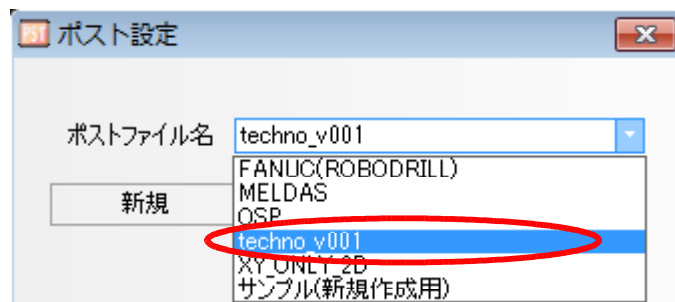 PST ポスト設定
ポストファイル名 techno_v001
FANUC(ROBODRILL)
新規 MELDAS
OSP
techno_v001
XY_ONLY_2D
サンプル(新規作成用)